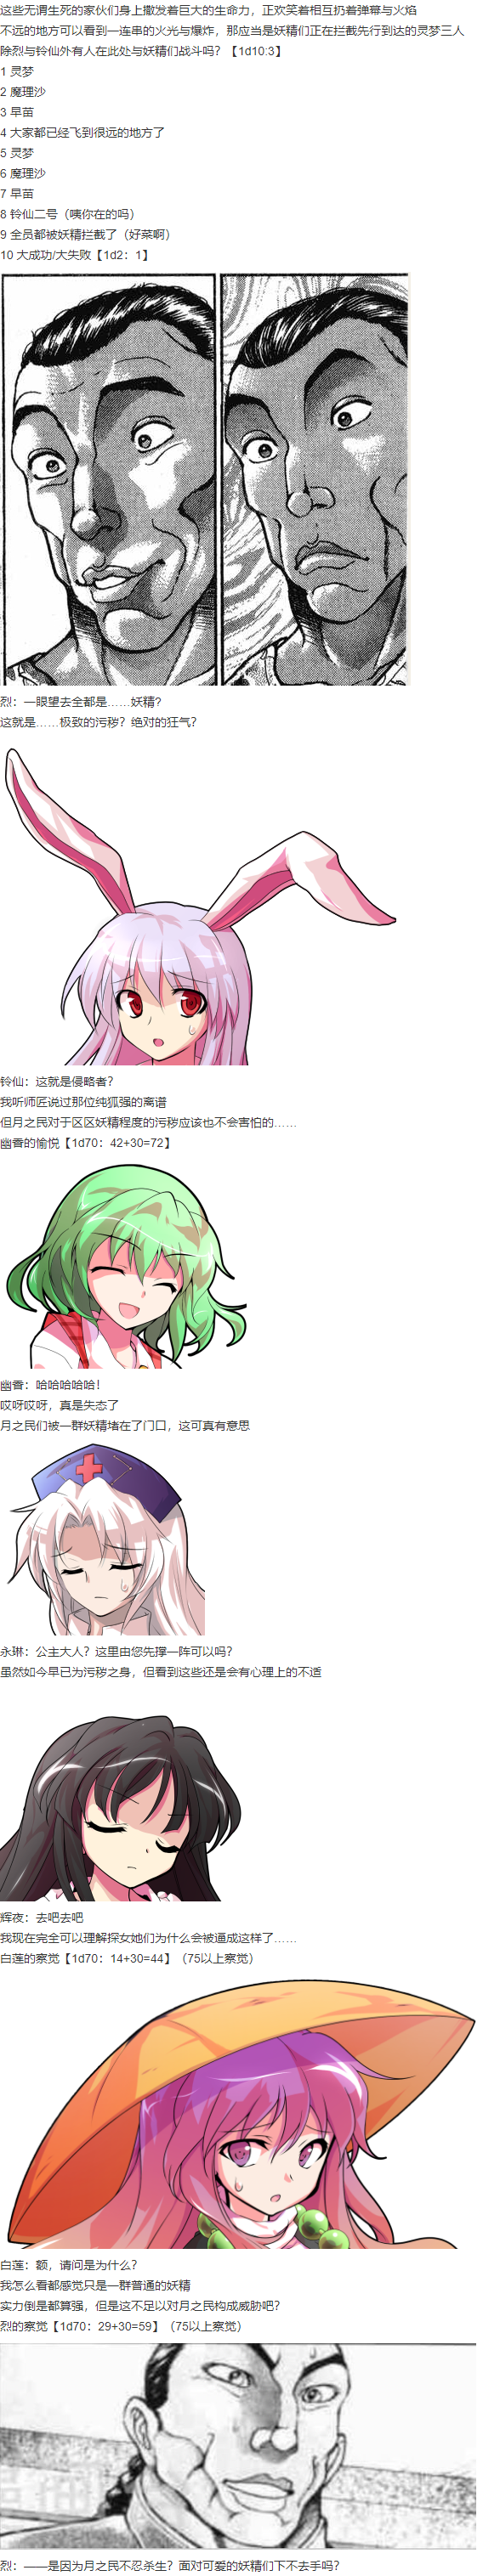 这些无谓生死的家伙们身上散发着巨大的生命力，正欢笑着相互扔着弹幕与火焰
不远的地方可以看到一连串的火光与爆炸，那应当是妖精们正在拦截先行到达的灵梦三人
除烈与铃仙外有人在此处与妖精们战斗吗？【1d10:3】
1 灵梦
2 魔理沙
3 早苗
4 大家都已经飞到很远的地方了
5 灵梦
6 魔理沙
7 早苗
8 铃仙二号（咦你在的吗）
9 全员都被妖精拦截了（好菜啊）
10 大成功/大失败【1d2：1】
烈：一眼望去全都是……妖精？
这就是……极致的污秽？绝对的狂气？
铃仙：这就是侵略者？
我听师匠说过那位纯狐强的离谱
但月之民对于区区妖精程度的污秽应该也不会害怕的……
幽香的愉悦【1d70：42+30=72】
幽香：哈哈哈哈哈！
哎呀哎呀，真是失态了
月之民们被一群妖精堵在了门口，这可真有意思
永琳：公主大人？这里由您先撑一阵可以吗？
虽然如今早已为污秽之身，但看到这些还是会有心理上的不适
辉夜：去吧去吧
我现在完全可以理解探女她们为什么会被逼成这样了……
白莲的察觉【1d70：14+30=44】（75以上察觉）
白莲：额，请问是为什么？
我怎么看都感觉只是一群普通的妖精
实力倒是都算强，但是这不足以对月之民构成威胁吧？
烈的察觉【1d70：29+30=59】（75以上察觉）
烈：——是因为月之民不忍杀生？面对可爱的妖精们下不去手吗？